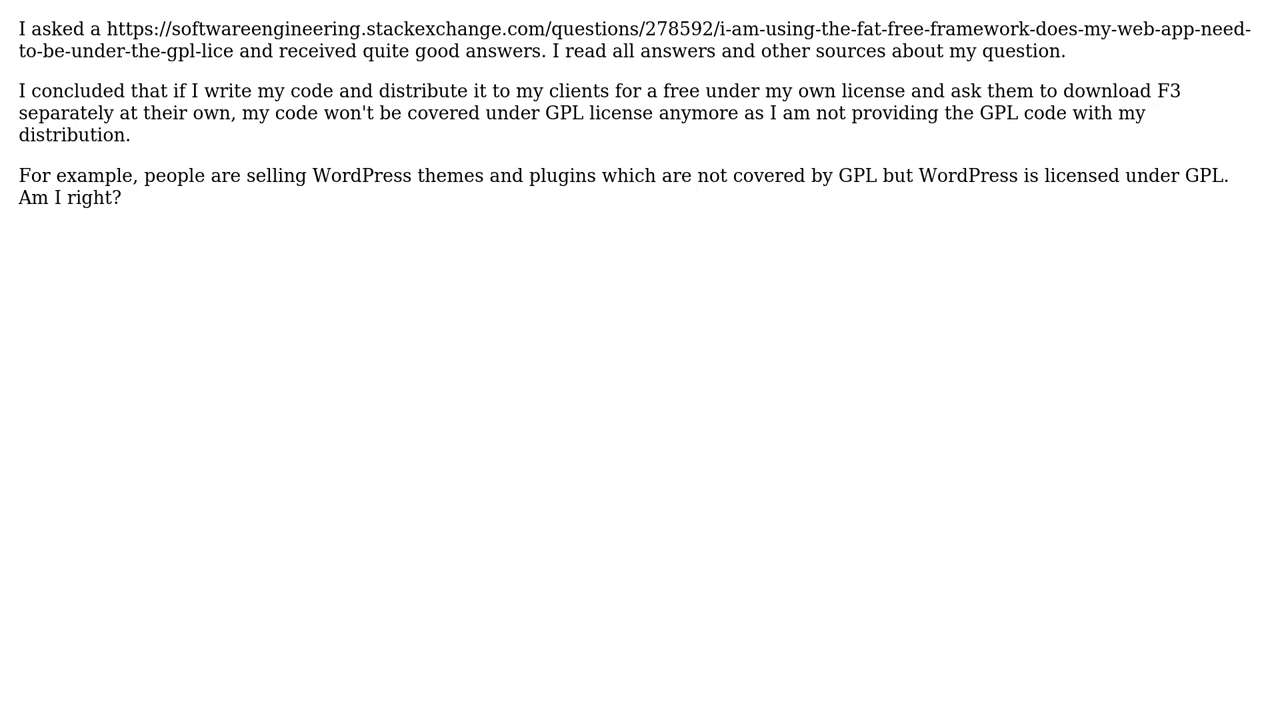 I asked a https://softwareengineering.stackexchange.com/questions/278592/i-am-using-the-fat-free-framework-does-my-web-app-need-
to-be-under-the-gpl-lice and received quite good answers. I read all answers and other sources about my question.
I concluded that if I write my code and distribute it to my clients for a free under my own license and ask them to download F3
separately at their own, my code won't be covered under GPL license anymore as I am not providing the GPL code with my
distribution.
For example, people are selling WordPress themes and plugins which are not covered by GPL but WordPress is licensed under GPL.
Am I right?